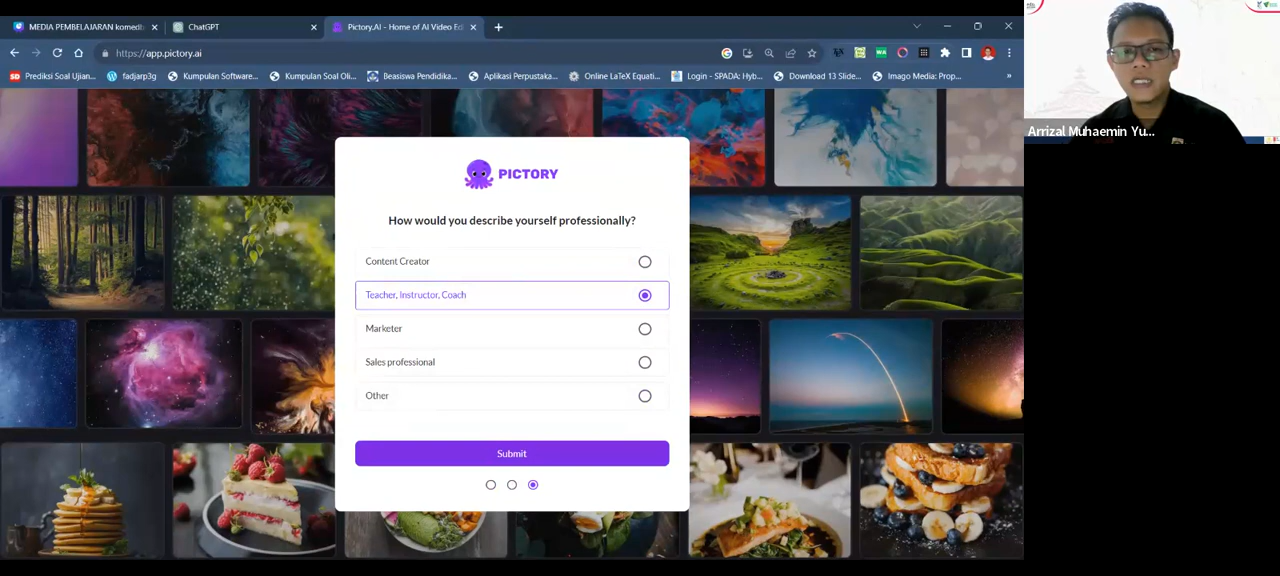 MEDIA PEMBELAJARAN komedi
ChatGPT
Pictory.AI - Home of AI Video Edi
https://app.pictory.ai
Prediksi Soal Ujian...
fadjarp3g
Kumpulan Software...
Kumpulan Soal Oli...
Beasiswa Pendidika...
Aplikasi Perpustaka...
Online LaTeX Equati...
Login - SPADA: Hyb...
Download 13 Slide...
Imago Media: Prop...
»
Arrizal Muhaemin Yu...
PICTORY
How would you describe yourself professionally?
Content Creator
Teacher, Instructor, Coach
Marketer
Sales professional
Other
Submit